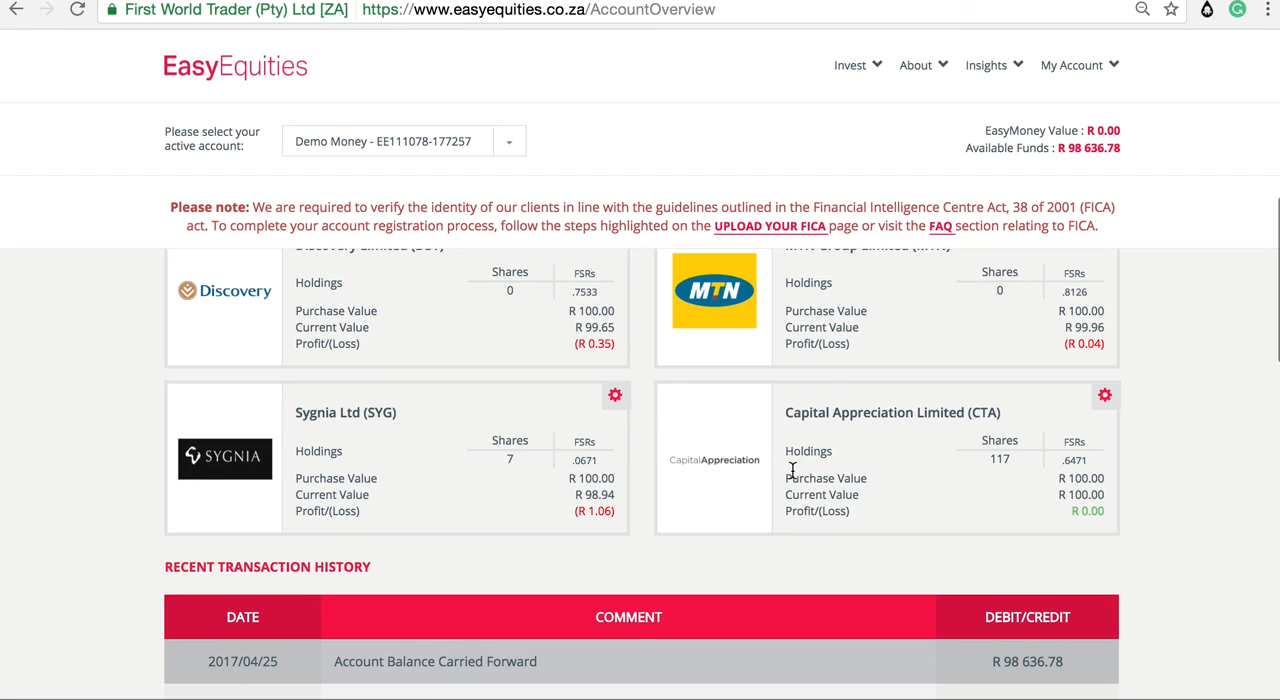 First World Trader (Pty) Ltd [ZA] https://www.easyequities.co.za/AccountOverview
EasyEquities
Invest About Insights My Account
Please select your active account:
Demo Money - EE111078-177257
EasyMoney Value : R 0.00
Available Funds : R 98 636.78
Please note: We are required to verify the identity of our clients in line with the guidelines outlined in the Financial Intelligence Centre Act, 38 of 2001 (FICA)
act. To complete your account registration process, follow the steps highlighted on the UPLOAD YOUR FICA page or visit the FAQ section relating to FICA.
Discovery
Holdings
Shares FSRs
0 .7533
Purchase Value R 100.00
Current Value R 99.65
Profit/(Loss) (R 0.35)
MTN
Holdings
Shares FSRs
0 .8126
Purchase Value R 100.00
Current Value R 99.96
Profit/(Loss) (R 0.04)
SYGNIA
Sygnia Ltd (SYG)
Holdings
Shares FSRs
7 .0671
Purchase Value R 100.00
Current Value R 98.94
Profit/(Loss) (R 1.06)
CapitalAppreciation
Capital Appreciation Limited (CTA)
Holdings
Shares FSRs
117 .6471
Purchase Value R 100.00
Current Value R 100.00
Profit/(Loss) R 0.00
RECENT TRANSACTION HISTORY
DATE COMMENT DEBIT/CREDIT
2017/04/25 Account Balance Carried Forward R 98 636.78